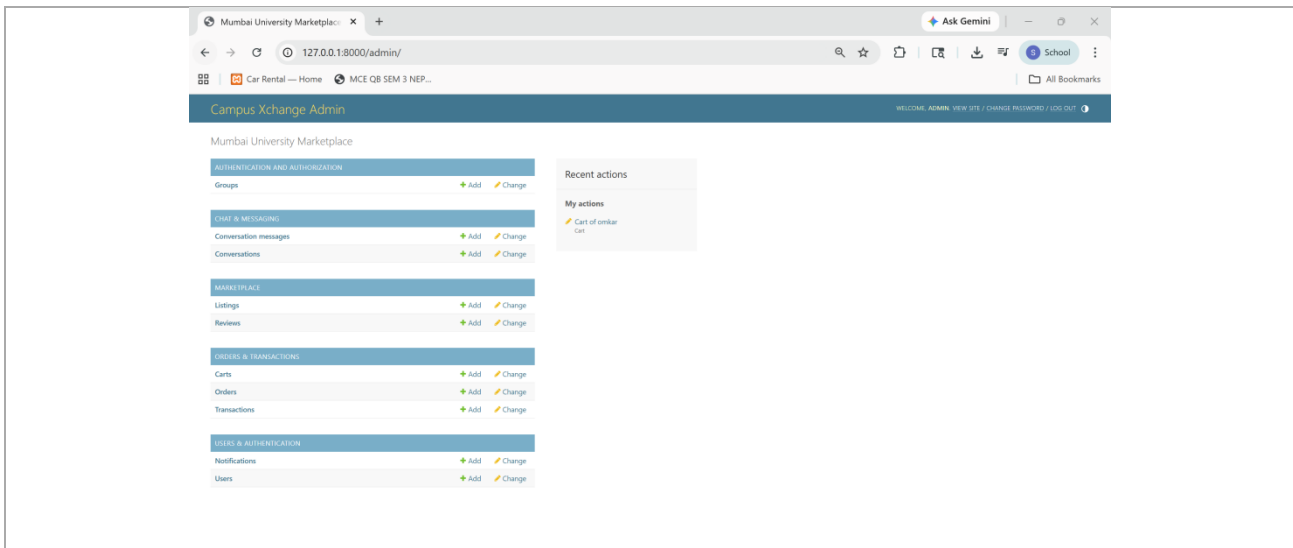 Mumbai University Marketplace
Ask Gemini
127.0.0.1:8000/admin/
S School
Car Rental — Home MCE QB SEM 3 NEP...
All Bookmarks
Campus Xchange Admin
WELCOME, ADMIN. VIEW SITE / CHANGE PASSWORD / LOG OUT
Mumbai University Marketplace
AUTHENTICATION AND AUTHORIZATION
Groups + Add Change
CHAT & MESSAGING
Conversation messages + Add Change
Conversations + Add Change
MARKETPLACE
Listings + Add Change
Reviews + Add Change
ORDERS & TRANSACTIONS
Carts + Add Change
Orders + Add Change
Transactions + Add Change
USERS & AUTHENTICATION
Notifications + Add Change
Users + Add Change
Recent actions
My actions
Cart of omkar
Cart